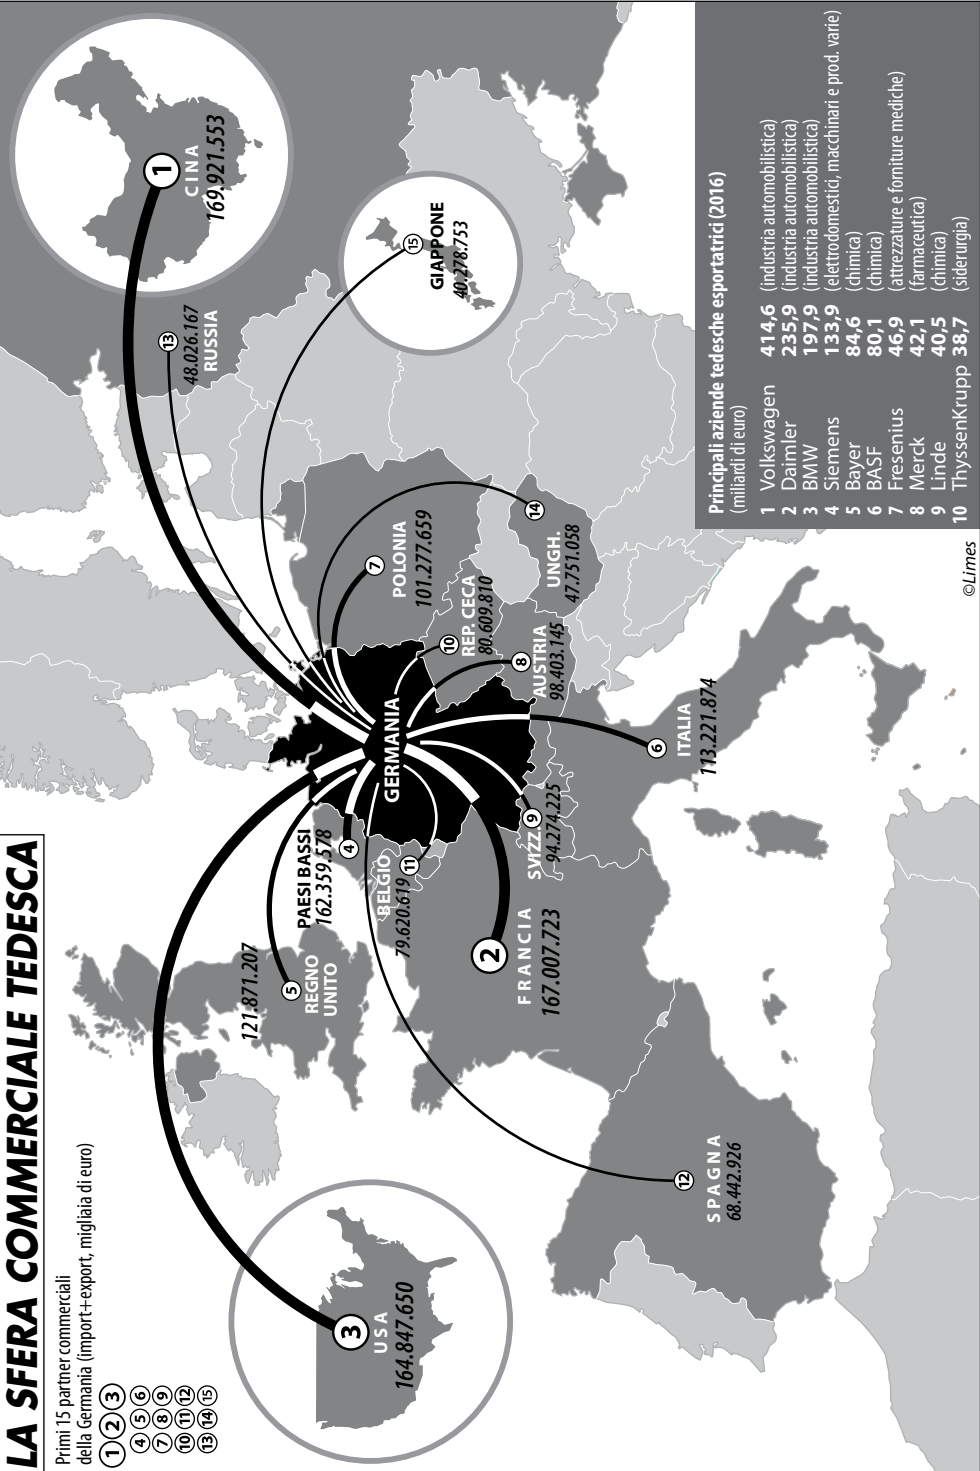 LA SFERA COMMERCIALE TEDESCA
Primi 15 partner commerciali
della Germania (import+export, migliaia di euro)
1 2 3
4 5 6
7 8 9
10 11 12
13 14 15
3
USA
164.847.650
5
REGNO
UNITO
121.871.207
PAESI BASSI
162.359.578
4
BELGIO
79.620.619
11
2
FRANCIA
167.007.723
12
SPAGNA
68.442.926
GERMANIA
SVIZZ.
9
94.274.225
6
ITALIA
113.221.874
8
AUSTRIA
98.403.145
10
REP. CECA
80.609.810
7
POLONIA
101.277.659
14
UNGH.
47.751.058
13
48.026.167
RUSSIA
1
CINA
169.921.553
15
GIAPPONE
40.278.753
Principali aziende tedesche esportatrici (2016)
(miliardi di euro)
1 Volkswagen 414,6 (industria automobilistica)
2 Daimler 235,9 (industria automobilistica)
3 BMW 197,9 (industria automobilistica)
4 Siemens 133,9 (elettrodomestici, macchinari e prod. varie)
5 Bayer 84,6 (chimica)
6 BASF 80,1 (chimica)
7 Fresenius 46,9 (attrezzature e forniture mediche)
8 Merck 42,1 (farmaceutica)
9 Linde 40,5 (chimica)
10 ThyssenKrupp 38,7 (siderurgia)
©Limes